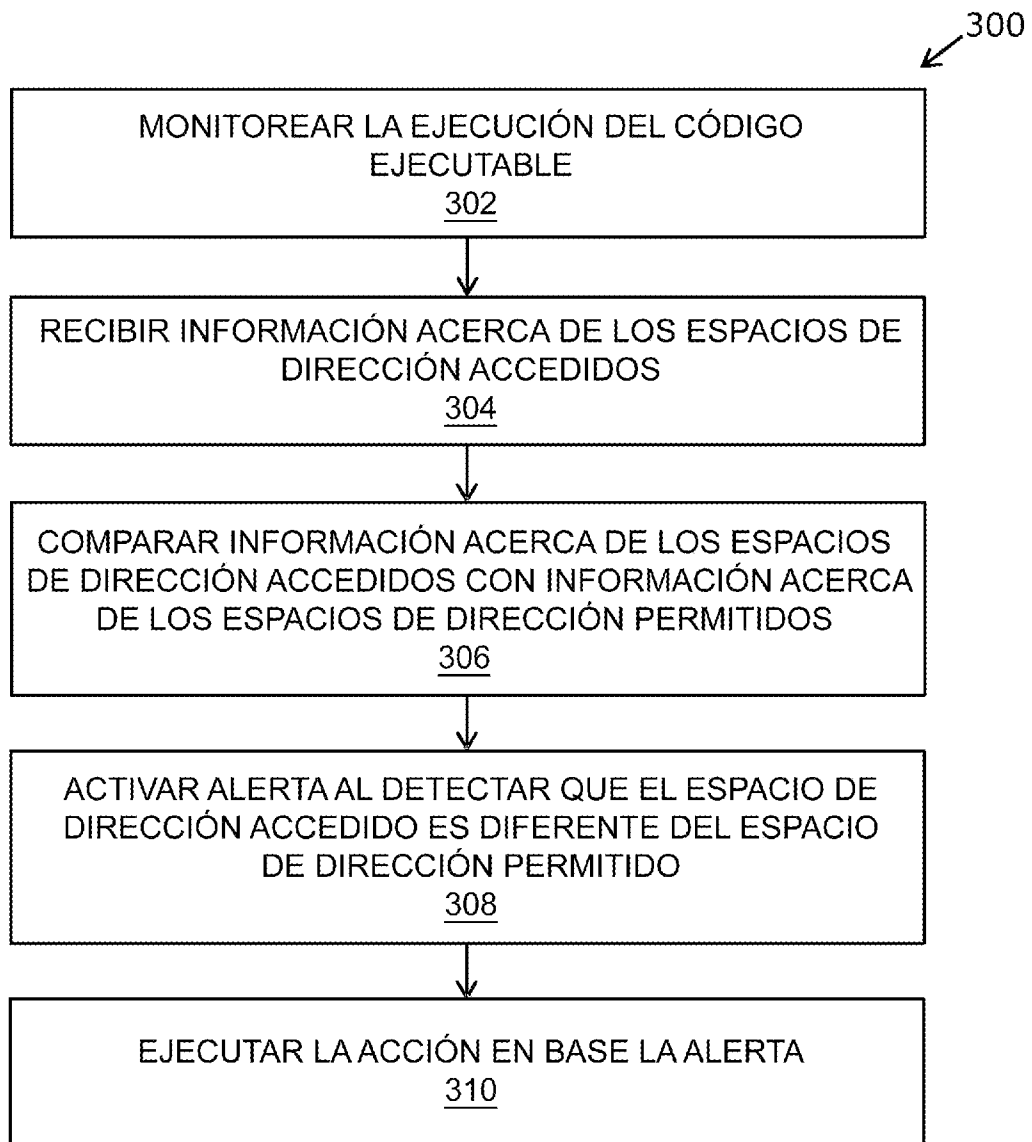 300
MONITOREAR LA EJECUCIÓN DEL CÓDIGO
EJECUTABLE
302
RECIBIR INFORMACIÓN ACERCA DE LOS ESPACIOS DE
DIRECCIÓN ACCEDIDOS
304
COMPARAR INFORMACIÓN ACERCA DE LOS ESPACIOS
DE DIRECCIÓN ACCEDIDOS CON INFORMACIÓN ACERCA
DE LOS ESPACIOS DE DIRECCIÓN PERMITIDOS
306
ACTIVAR ALERTA AL DETECTAR QUE EL ESPACIO DE
DIRECCIÓN ACCEDIDO ES DIFERENTE DEL ESPACIO
DE DIRECCIÓN PERMITIDO
308
EJECUTAR LA ACCIÓN EN BASE LA ALERTA
310